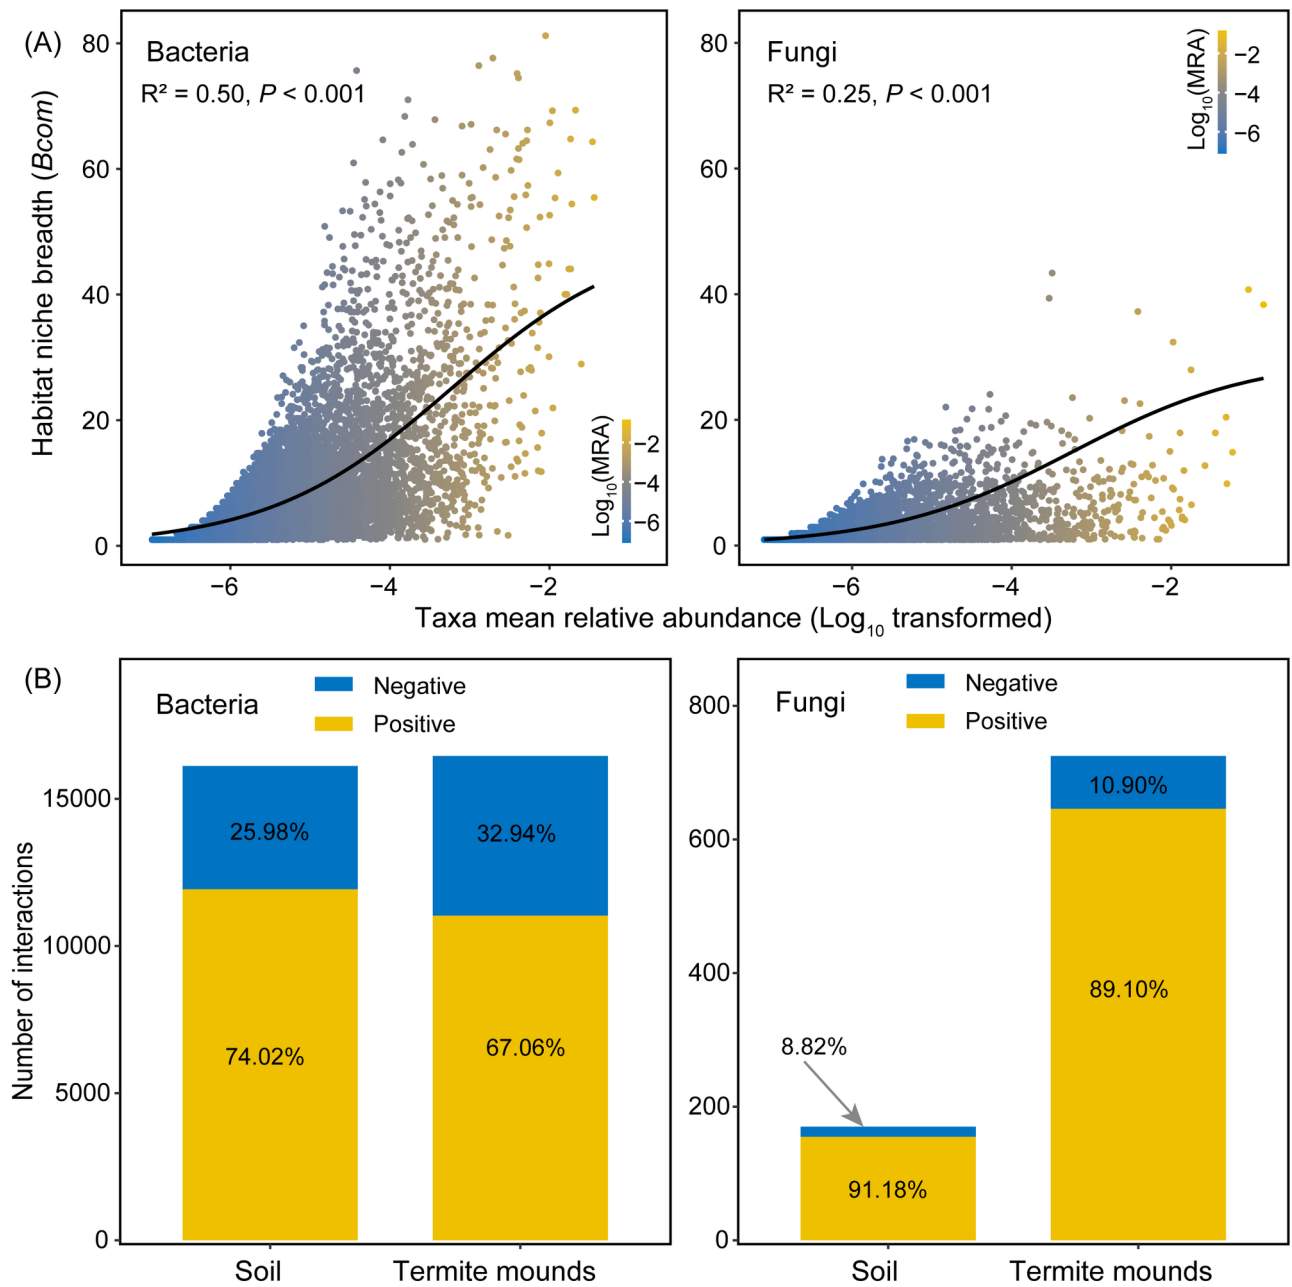 (A)
Bacteria
R² = 0.50, P < 0.001
Fungi
R² = 0.25, P < 0.001
Habitat niche breadth (Bcom)
80
60
40
20
0
−6
−4
−2
Log₁₀(MRA)
−2
−4
−6
80
60
40
20
0
−6
−4
−2
Log₁₀(MRA)
−2
−4
−6
Taxa mean relative abundance (Log₁₀ transformed)
(B)
Bacteria
Negative
Positive
Number of interactions
15000
10000
5000
0
25.98%
74.02%
32.94%
67.06%
Soil
Termite mounds
Fungi
Negative
Positive
800
600
400
200
0
8.82%
91.18%
10.90%
89.10%
Soil
Termite mounds